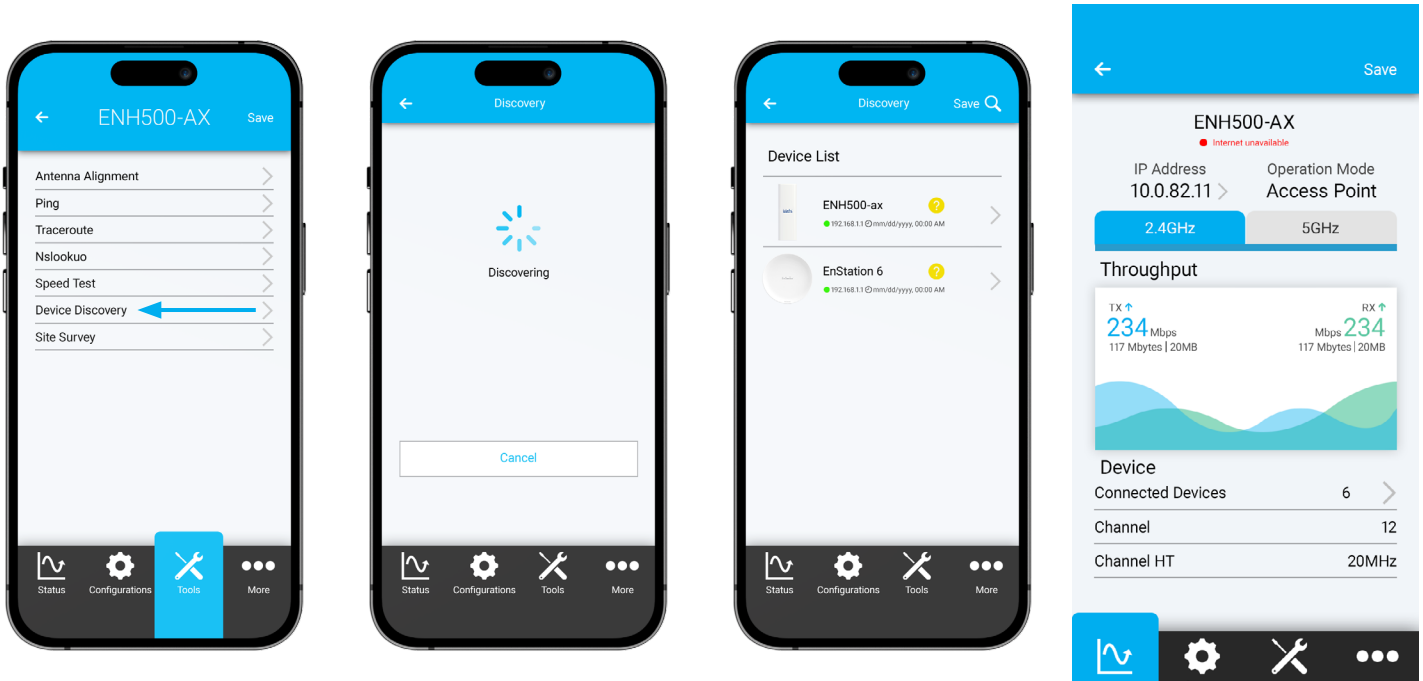 ENH500-AX
Save
Antenna Alignment
Ping
Traceroute
Nslookuo
Speed Test
Device Discovery
Site Survey
Status
Configurations
Tools
More
Discovery
Discovering
Cancel
Status
Configurations
Tools
More
Discovery
Save
Device List
ENH500-ax
?
192.168.1.1 mm/dd/yyyy, 00:00 AM
EnStation 6
?
192.168.1.1 mm/dd/yyyy, 00:00 AM
Status
Configurations
Tools
More
Save
ENH500-AX
Internet unavailable
IP Address
Operation Mode
10.0.82.11
Access Point
2.4GHz
5GHz
Throughput
TX
RX
234 Mbps
Mbps 234
117 Mbytes | 20MB
117 Mbytes | 20MB
Device
Connected Devices 6
Channel 12
Channel HT 20MHz